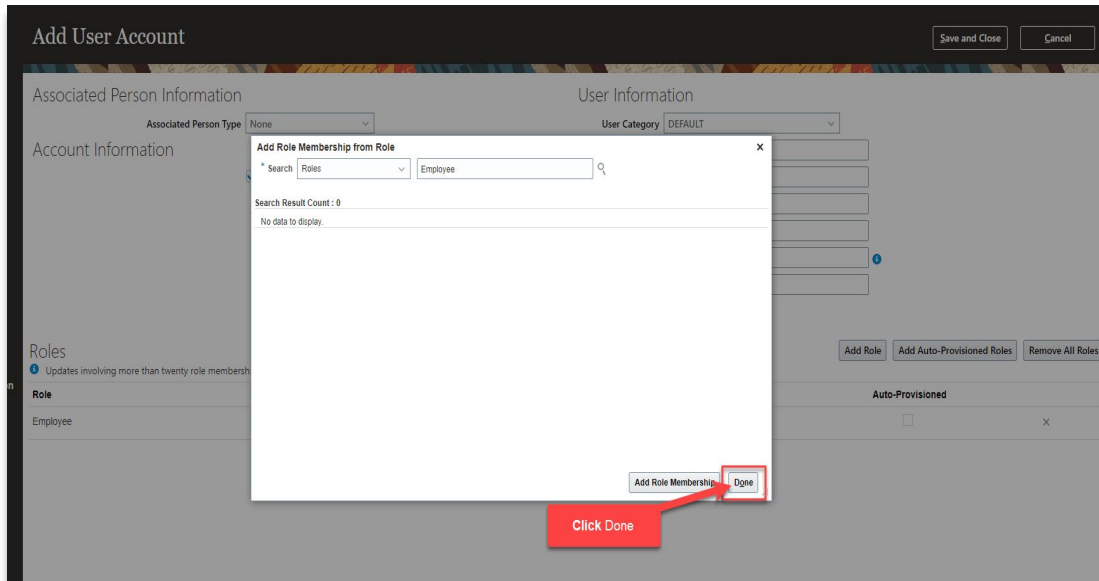 Add User Account
Save and Close
Cancel
Associated Person Information
User Information
Associated Person Type None
User Category DEFAULT
Account Information
Add Role Membership from Role
x
* Search Roles
Employee
Search Result Count : 0
No data to display.
Roles
Add Role
Add Auto-Provisioned Roles
Remove All Roles
Updates involving more than twenty role membersh
on
Role
Auto-Provisioned
Employee
x
Add Role Membership
Done
Click Done